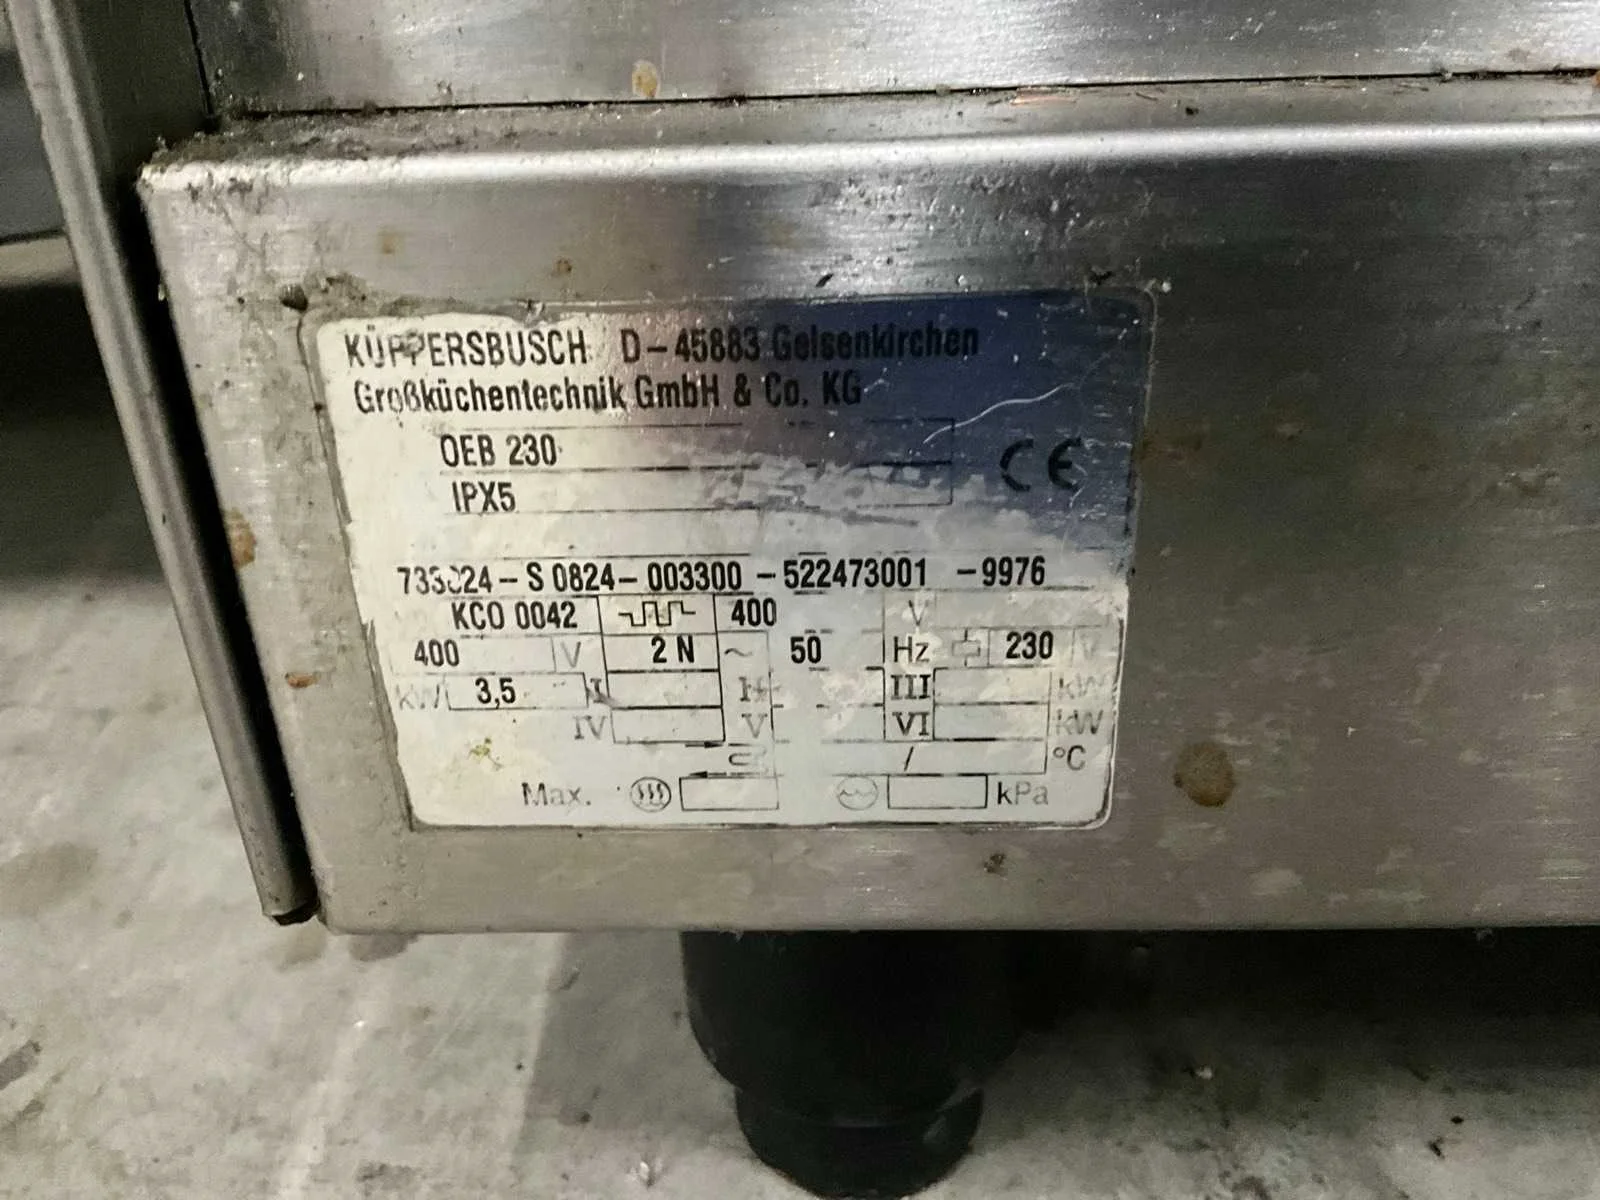 KÜPPERSBUSCH D-45883 Gelsenkirchen
Großküchentechnik GmbH & Co. KG
OEB 230
IPX5
CE
S 0824-003300-522473001-9976
KCO 0042 400 V
400 V 2 N ~ 50 Hz 230 V
kW 3,5 I II III kW
IV V VI kW
/ °C
Max. kPa